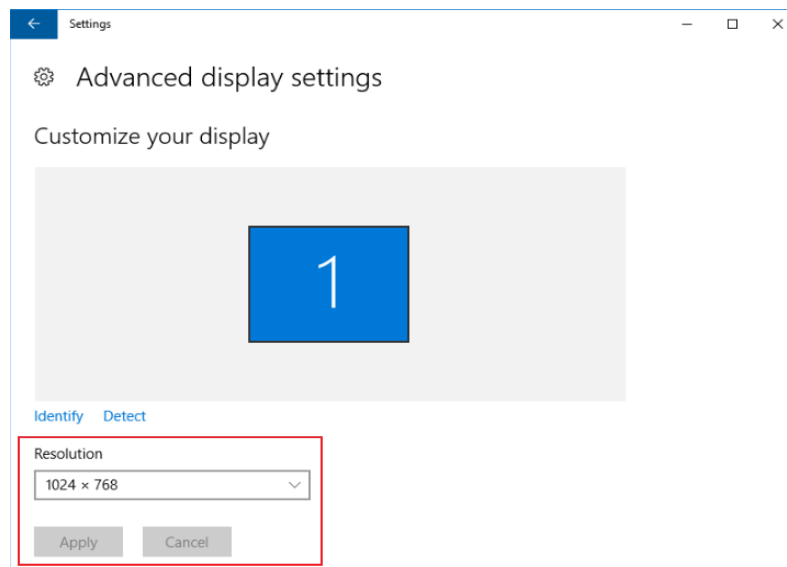 Settings
Advanced display settings
Customize your display
1
Identify Detect
Resolution
1024 × 768
Apply Cancel